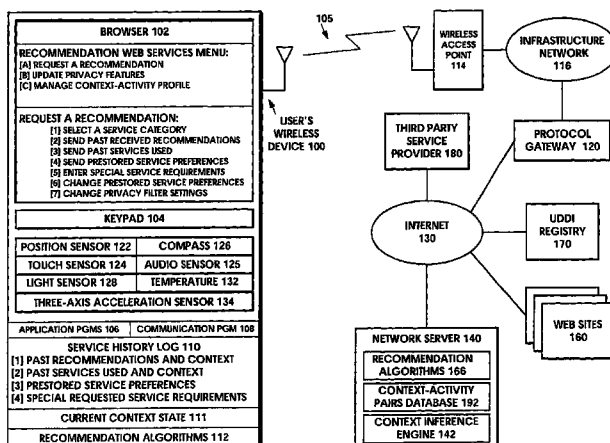 BROWSER 102
RECOMMENDATION WEB SERVICES MENU:
[A] REQUEST A RECOMMENDATION
[B] UPDATE PRIVACY FEATURES
[C] MANAGE CONTEXT-ACTIVITY PROFILE
REQUEST A RECOMMENDATION:
[1] SELECT A SERVICE CATEGORY
[2] SEND PAST RECEIVED RECOMMENDATIONS
[3] SEND PAST SERVICES USED
[4] SEND PRESTORED SERVICE PREFERENCES
[5] ENTER SPECIAL SERVICE REQUIREMENTS
[6] CHANGE PRESTORED SERVICE PREFERENCES
[7] CHANGE PRIVACY FILTER SETTINGS
KEYPAD 104
POSITION SENSOR 122
COMPASS 126
TOUCH SENSOR 124
AUDIO SENSOR 125
LIGHT SENSOR 128
TEMPERATURE 132
THREE-AXIS ACCELERATION SENSOR 134
APPLICATION PGMS 106
COMMUNICATION PGM 108
SERVICE HISTORY LOG 110
[1] PAST RECOMMENDATIONS AND CONTEXT
[2] PAST SERVICES USED AND CONTEXT
[3] PRESTORED SERVICE PREFERENCES
[4] SPECIAL REQUESTED SERVICE REQUIREMENTS
CURRENT CONTEXT STATE 111
RECOMMENDATION ALGORITHMS 112
105
USER'S
WIRELESS
DEVICE 100
WIRELESS
ACCESS
POINT
114
INFRASTRUCTURE
NETWORK
116
THIRD PARTY
SERVICE
PROVIDER 180
PROTOCOL
GATEWAY 120
INTERNET
130
UDDI
REGISTRY
170
WEB SITES
160
NETWORK SERVER 140
RECOMMENDATION
ALGORITHMS 166
CONTEXT-ACTIVITY
PAIRS DATABASE 192
CONTEXT INFERENCE
ENGINE 142